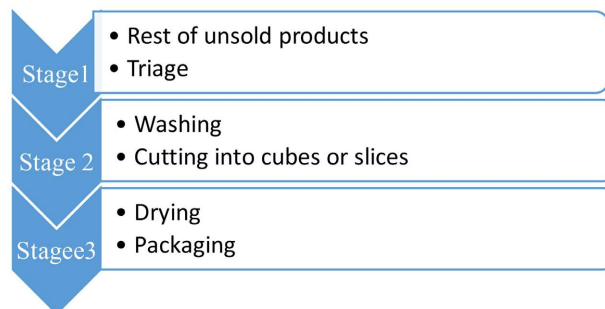 Stage1
• Rest of unsold products
• Triage
Stage 2
• Washing
• Cutting into cubes or slices
Stagee3
• Drying
• Packaging